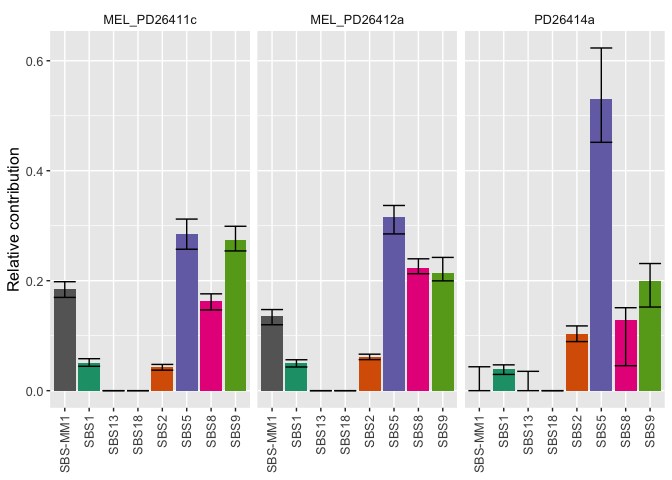 MEL_PD26411c MEL_PD26412a PD26414a
Relative contribution
0.6
0.4
0.2
0.0
SBS-MM1 SBS1 SBS13 SBS18 SBS2 SBS5 SBS8 SBS9 SBS-MM1 SBS1 SBS13 SBS18 SBS2 SBS5 SBS8 SBS9 SBS-MM1 SBS1 SBS13 SBS18 SBS2 SBS5 SBS8 SBS9